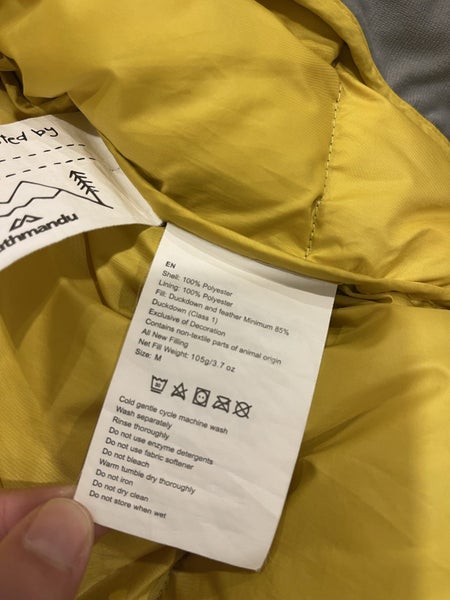 ted by
athmandu
EN
Shell: 100% Polyester
Lining: 100% Polyester
Fill: Duckdown and feather Minimum 85%
Duckdown (Class 1)
Exclusive of Decoration
Contains non-textile parts of animal origin
All New Filling
Net Fill Weight: 105g/3.7 oz
Size: M
Cold gentle cycle machine wash
Wash separately
Rinse thoroughly
Do not use enzyme detergents
Do not use fabric softener
Do not bleach
Warm tumble dry thoroughly
Do not iron
Do not dry clean
Do not store when wet